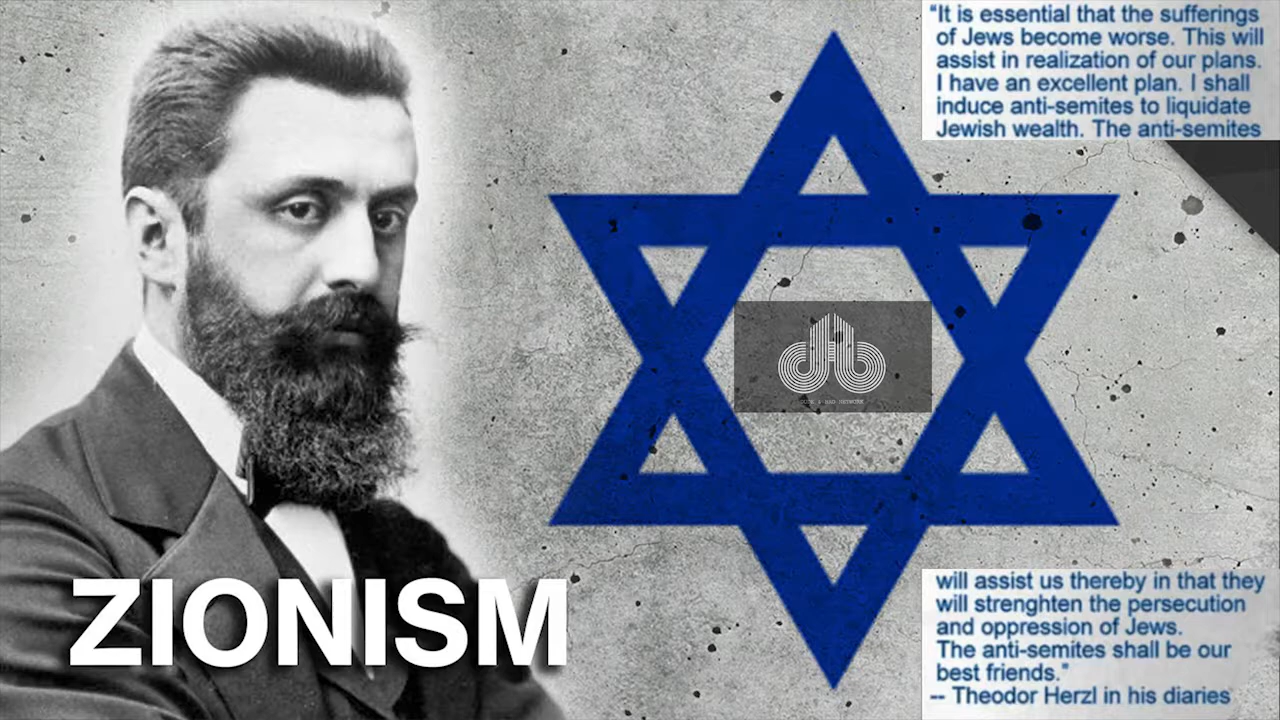 “It is essential that the sufferings
of Jews become worse. This will
assist in realization of our plans.
I have an excellent plan. I shall
induce anti-semites to liquidate
Jewish wealth. The anti-semites
will assist us thereby in that they
will strenghten the persecution
and oppression of Jews.
The anti-semites shall be our
best friends.”
-- Theodor Herzl in his diaries
ZIONISM